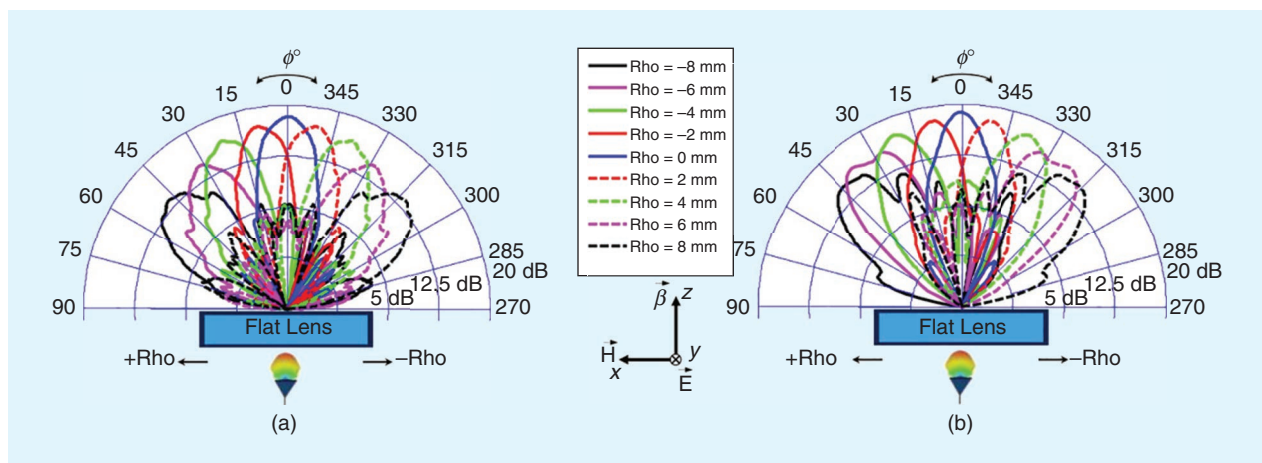 ϕ°
0
15
345
30
330
45
315
60
300
75
285
20 dB
12.5 dB
5 dB
90
270
Flat Lens
+Rho
–Rho
(a)
Rho = –8 mm
Rho = –6 mm
Rho = –4 mm
Rho = –2 mm
Rho = 0 mm
Rho = 2 mm
Rho = 4 mm
Rho = 6 mm
Rho = 8 mm
β z
H y
x E
ϕ°
0
15
345
30
330
45
315
60
300
75
285
20 dB
12.5 dB
5 dB
90
270
Flat Lens
+Rho
–Rho
(b)